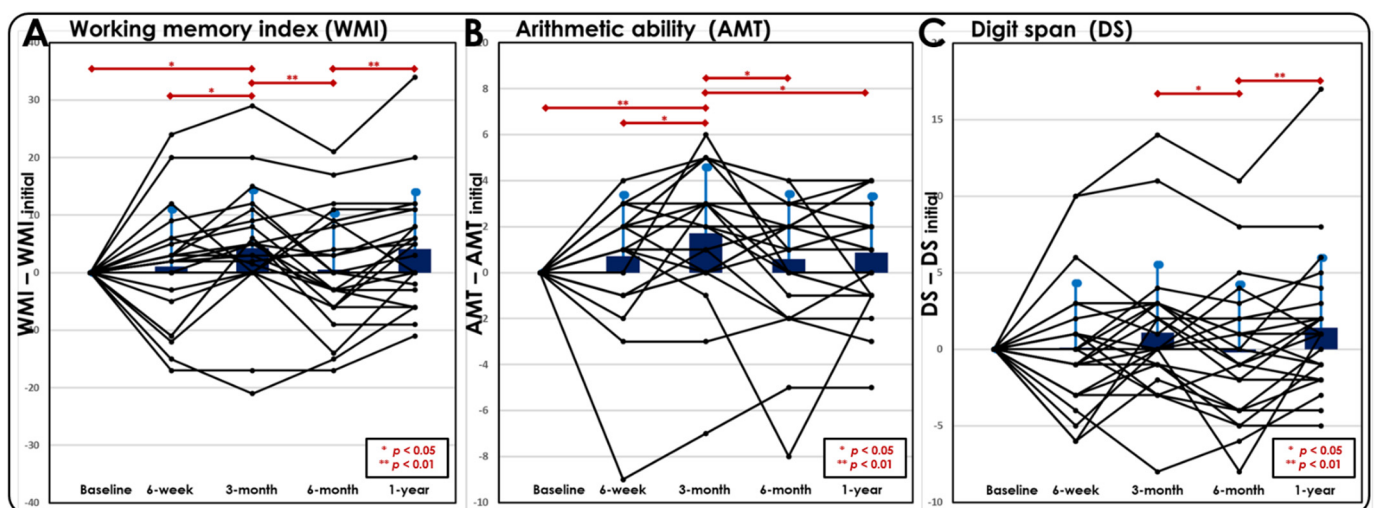 A Working memory index (WMI)
40
30
20
10
0
-10
-20
-30
-40
WMI – WMI initial
*
**
**
*
* p < 0.05
** p < 0.01
Baseline 6-week 3-month 6-month 1-year
B Arithmetic ability (AMT)
10
8
6
4
2
0
-2
-4
-6
-8
-10
AMT – AMT initial
*
*
**
*
* p < 0.05
** p < 0.01
Baseline 6-week 3-month 6-month 1-year
C Digit span (DS)
20
15
10
5
0
-5
-10
DS – DS initial
**
*
* p < 0.05
** p < 0.01
Baseline 6-week 3-month 6-month 1-year